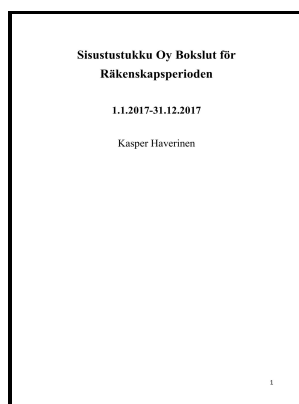 Sisustustukku Oy Bokslut för
Räkenskapsperioden
1.1.2017-31.12.2017
Kasper Haverinen
1